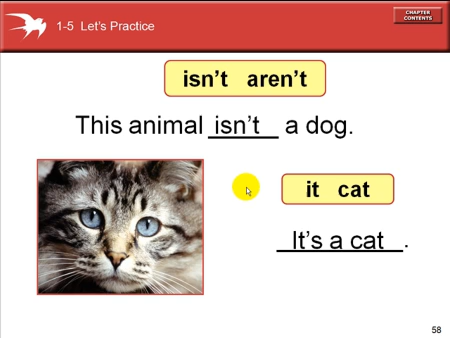 1-5 Let's Practice
CHAPTER
CONTENTS
isn't aren't
This animal isn't a dog.
it cat
It's a cat.
58